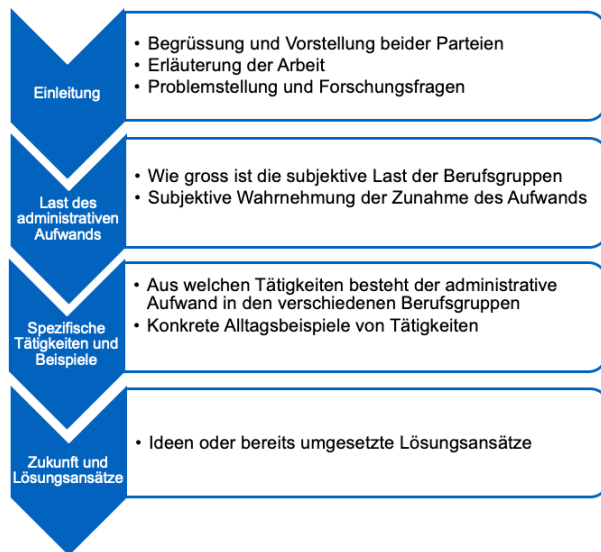 Einleitung
• Begrüssung und Vorstellung beider Parteien
• Erläuterung der Arbeit
• Problemstellung und Forschungsfragen
Last des
administrativen
Aufwands
• Wie gross ist die subjektive Last der Berufsgruppen
• Subjektive Wahrnehmung der Zunahme des Aufwands
Spezifische
Tätigkeiten und
Beispiele
• Aus welchen Tätigkeiten besteht der administrative
Aufwand in den verschiedenen Berufsgruppen
• Konkrete Alltagsbeispiele von Tätigkeiten
Zukunft und
Lösungsansätze
• Ideen oder bereits umgesetzte Lösungsansätze